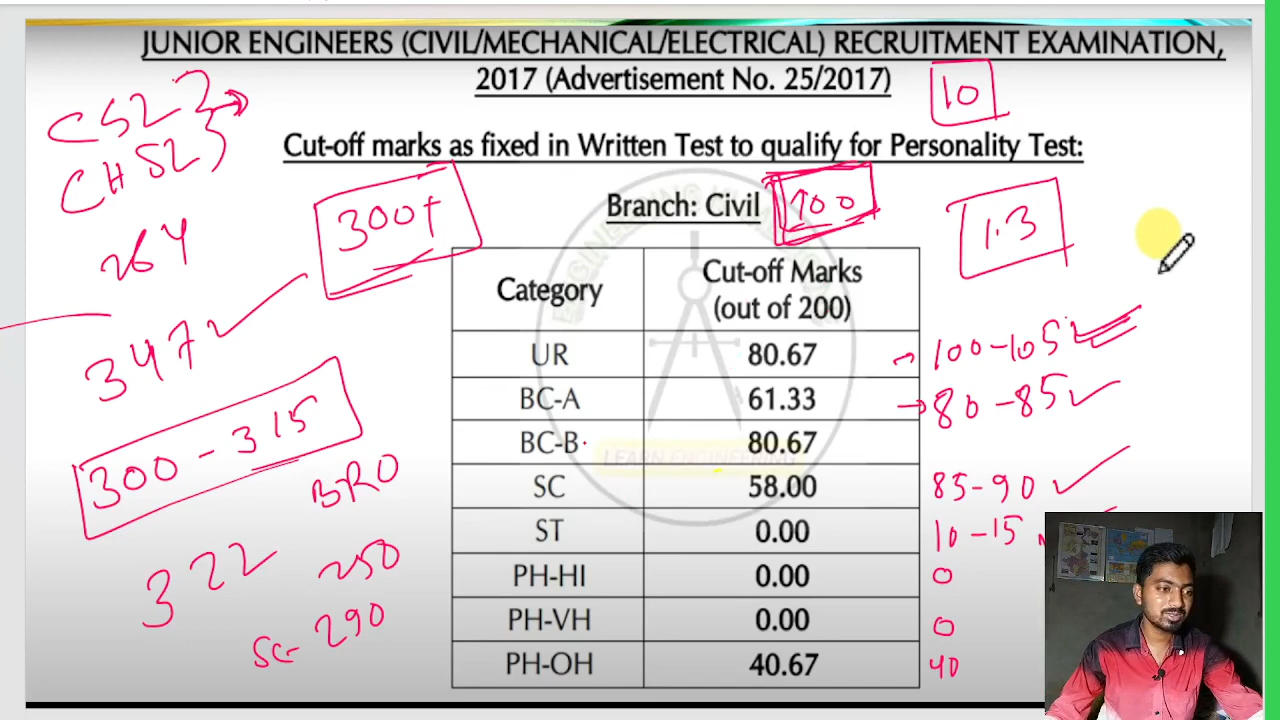 JUNIOR ENGINEERS (CIVIL/MECHANICAL/ELECTRICAL) RECRUITMENT EXAMINATION,
2017 (Advertisement No. 25/2017)
10
CS23
CHS23
Cut-off marks as fixed in Written Test to qualify for Personality Test:
300+
Branch: Civil 100
1.3
264
347
300-315
BRO
322
250
SC- 290
Category Cut-off Marks
(out of 200)
UR 80.67 100-105
BC-A 61.33 80-85
BC-B 80.67
LEARN ENGINEERING
SC 58.00 85-90
ST 0.00 10-15
PH-HI 0.00 0
PH-VH 0.00 0
PH-OH 40.67 40